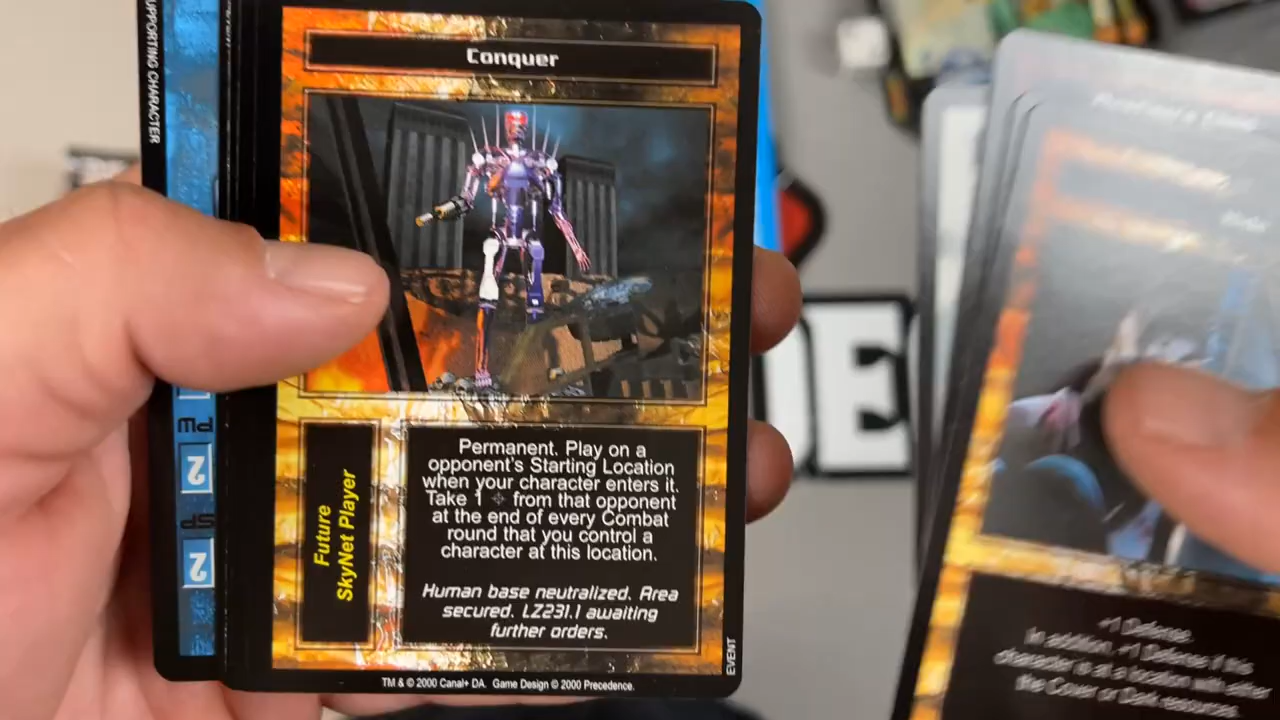 SUPPORTING CHARACTER
Conquer
Permanent. Play on a
opponent's Starting Location
when your character enters it.
Take 1 from that opponent
at the end of every Combat
round that you control a
character at this location.
Human base neutralized. Area
secured. LZ231.1 awaiting
further orders.
Future
SkyNet Player
EVENT
TM & © 2000 Canal+ DA. Game Design © 2000 Precedence.
PM
2
SP
2
DE
Male
+1 Defense.
In addition, +1 Defense if this
character is at a location with either
the Cover or Dark resources.